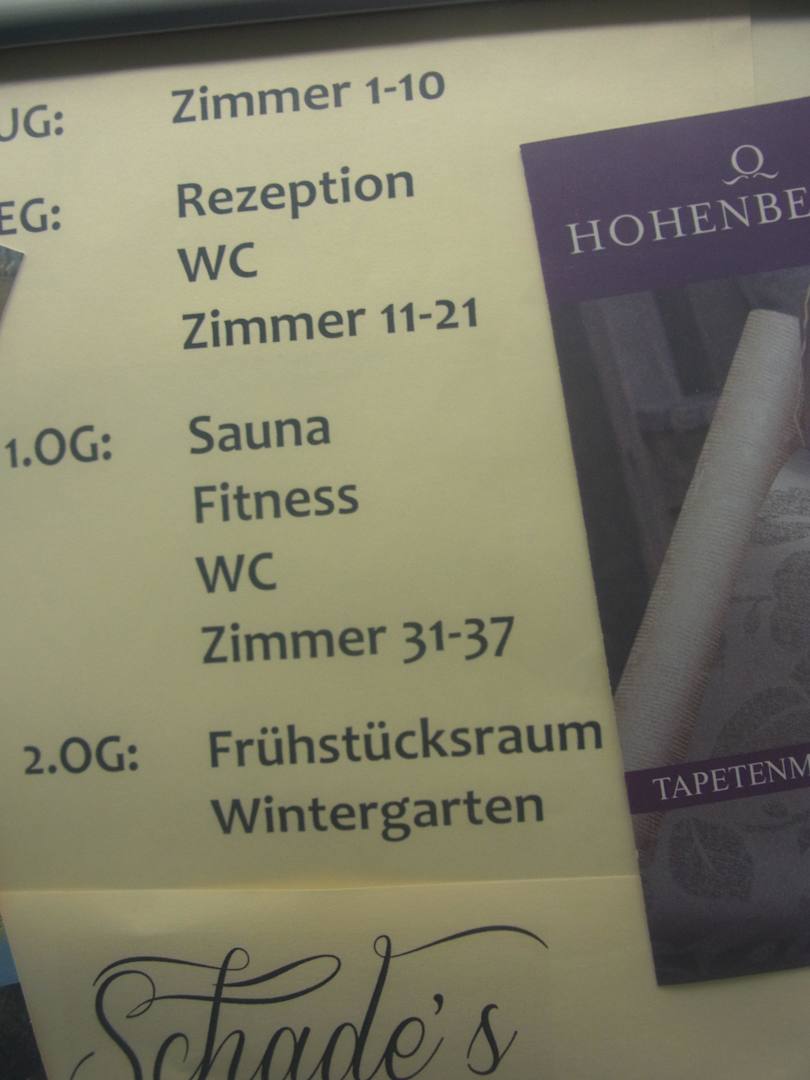 UG: Zimmer 1-10
EG: Rezeption
WC
Zimmer 11-21
1.OG: Sauna
Fitness
WC
Zimmer 31-37
2.OG: Frühstücksraum
Wintergarten
Schade's
HOHENBE
TAPETENM